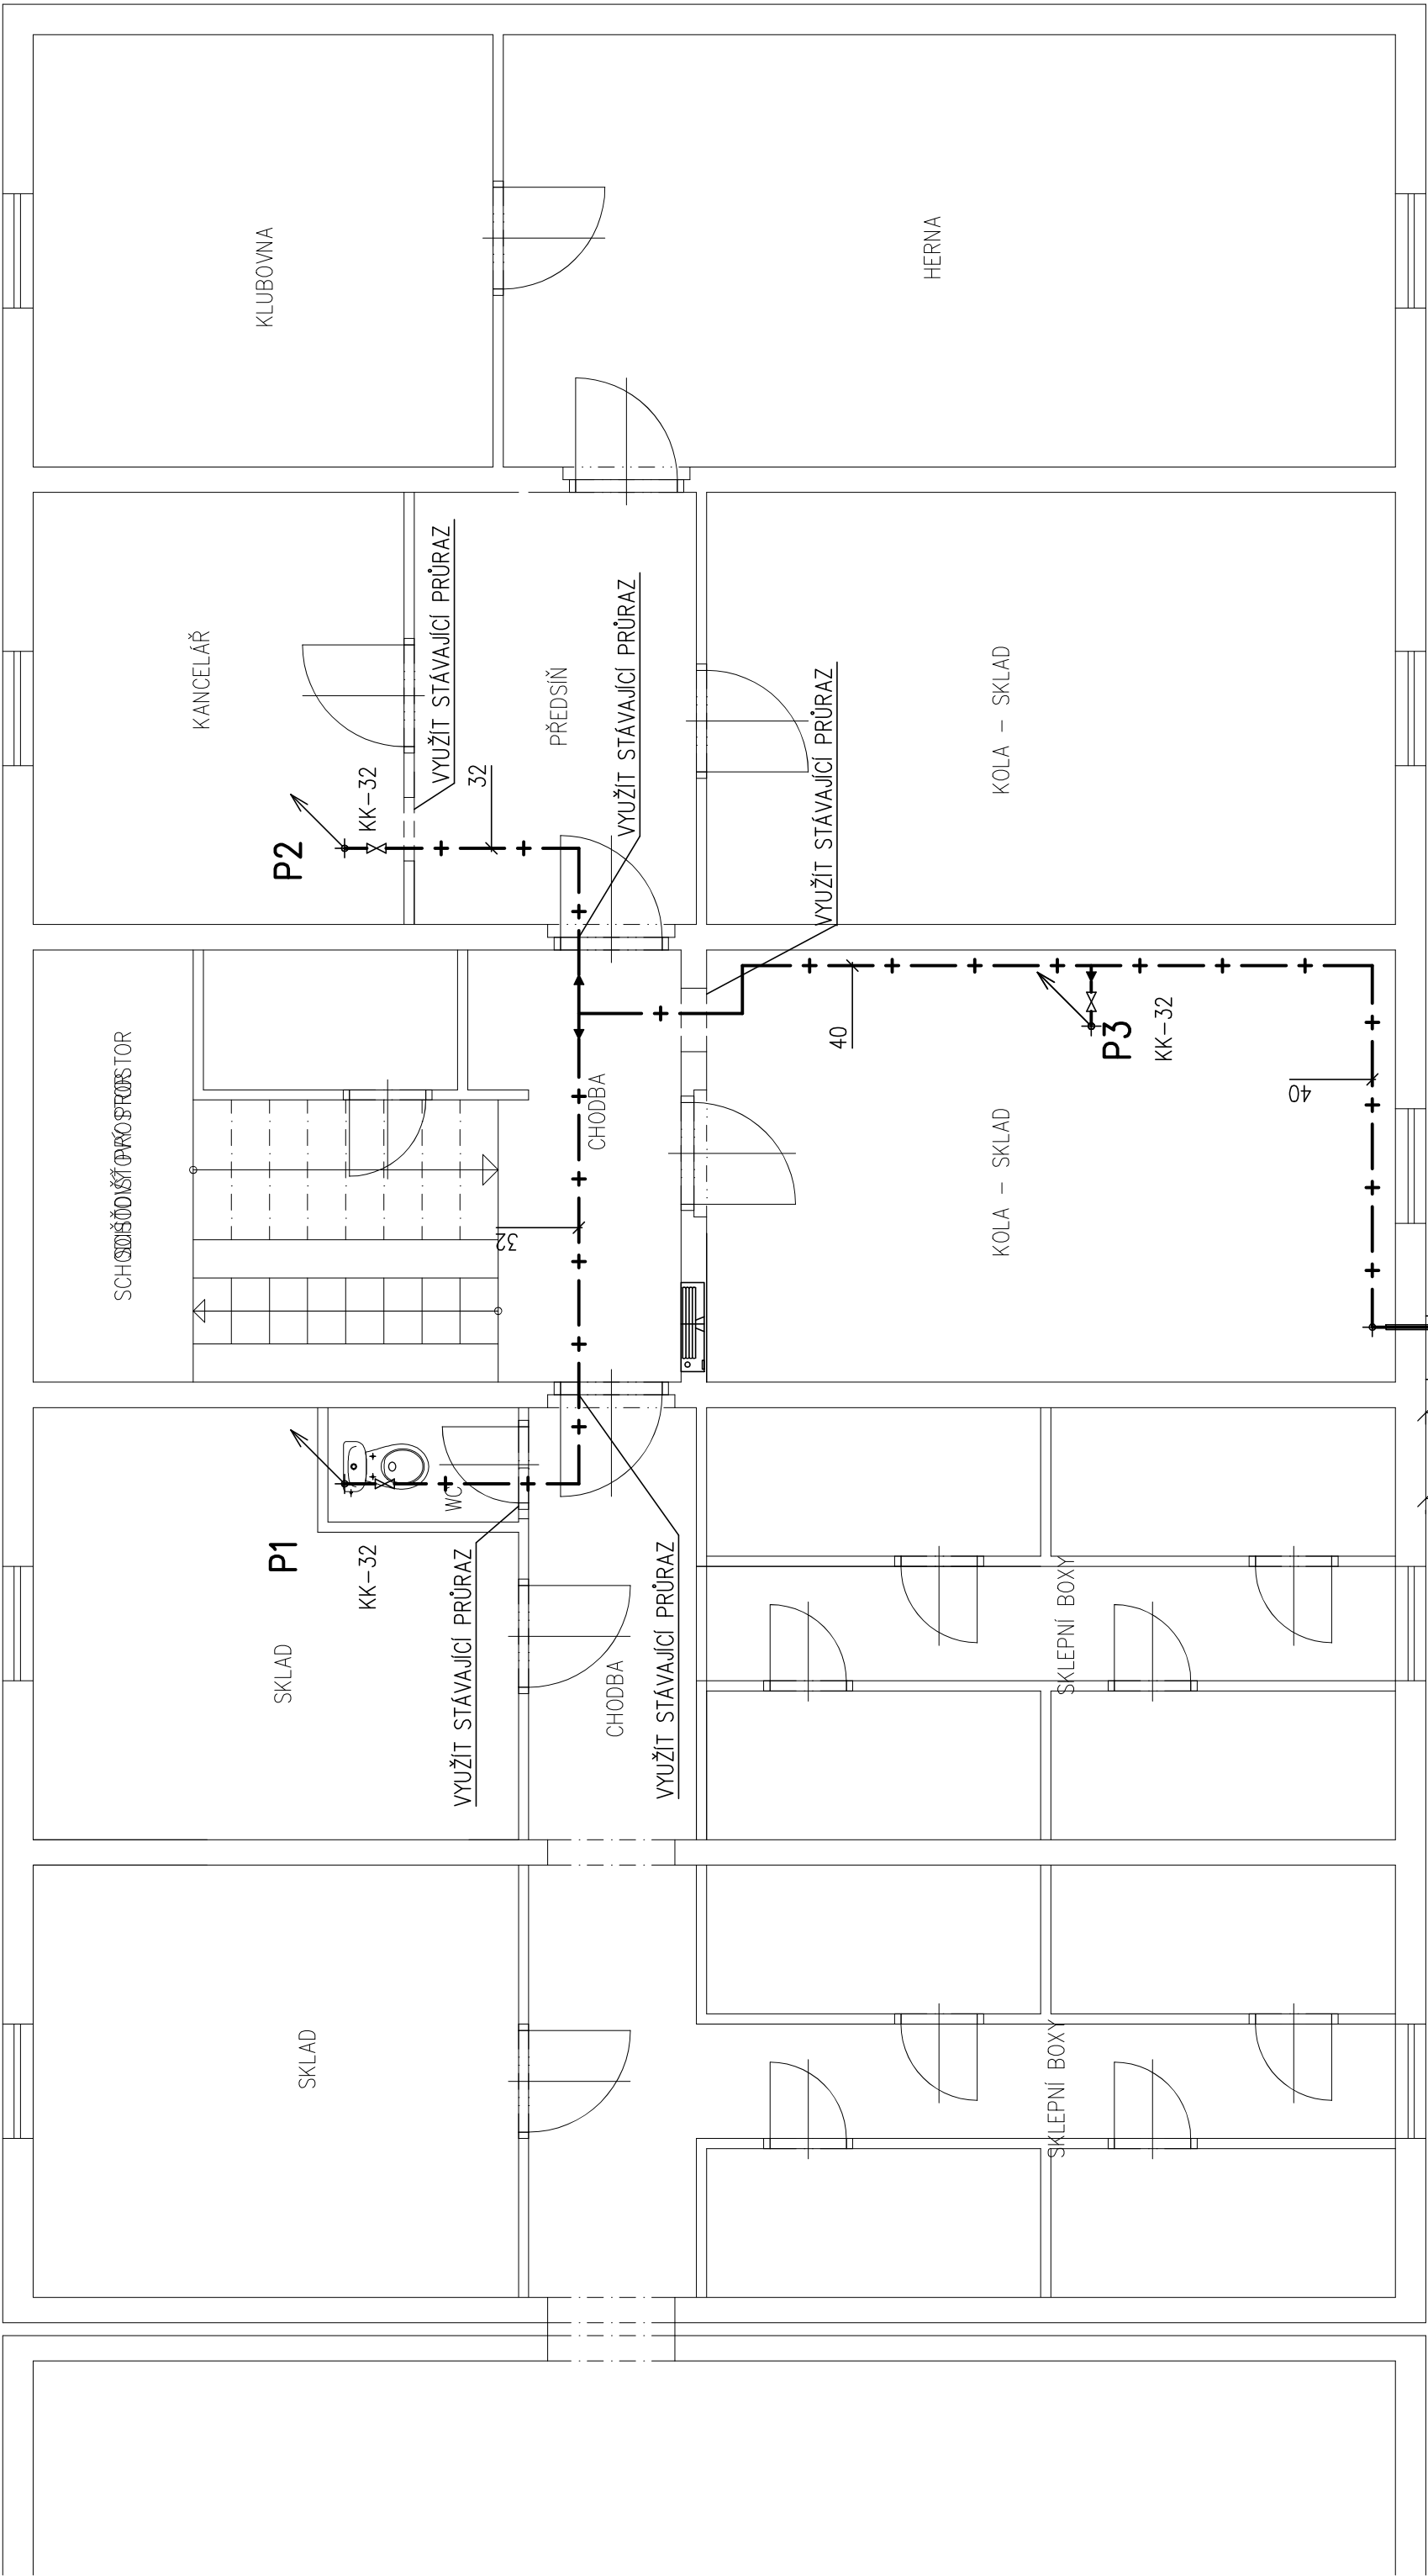 KLUBOVNA
HERNA
KANCELÁŘ
VYUŽÍT STÁVAJÍCÍ PRŮRAZ
PŘEDSÍŇ
VYUŽÍT STÁVAJÍCÍ PRŮRAZ
KOLA - SKLAD
VYUŽÍT STÁVAJÍCÍ PRŮRAZ
KK-32
32
P2
SCHODIŠŤOVÝ PROSTOR
CHODBA
40
P3
KK-32
40
KOLA - SKLAD
32
WC
P1
KK-32
VYUŽÍT STÁVAJÍCÍ PRŮRAZ
VYUŽÍT STÁVAJÍCÍ PRŮRAZ
SKLAD
CHODBA
SKLEPNÍ BOXY
SKLAD
SKLEPNÍ BOXY